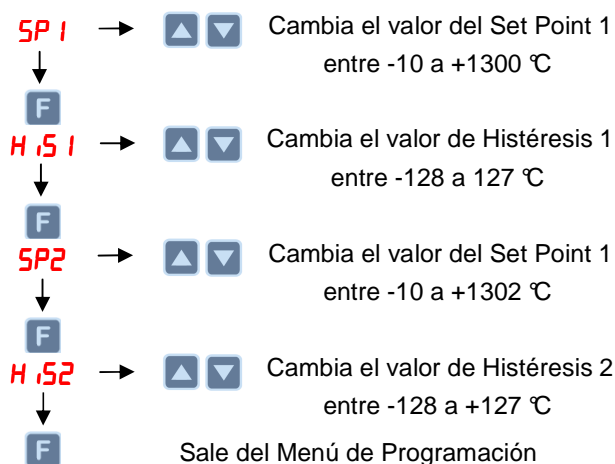 SP1 Cambia el valor del Set Point 1
entre -10 a +1300 °C
F
HiS1 Cambia el valor de Histéresis 1
entre -128 a 127 °C
F
SP2 Cambia el valor del Set Point 1
entre -10 a +1302 °C
F
HiS2 Cambia el valor de Histéresis 2
entre -128 a +127 °C
F Sale del Menú de Programación